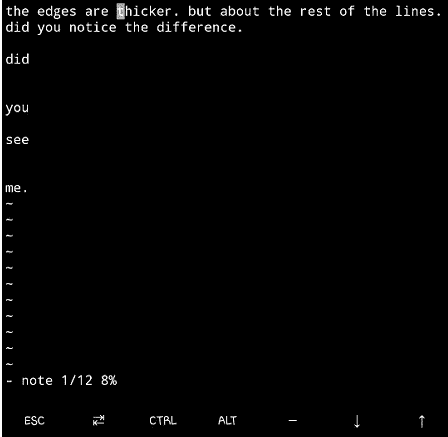 the edges are thicker. but about the rest of the lines.
did you notice the difference.
did
you
see
me.
~
~
~
~
~
~
~
~
~
~
~
- note 1/12 8%
ESC ⇄ CTRL ALT — ↓ ↑